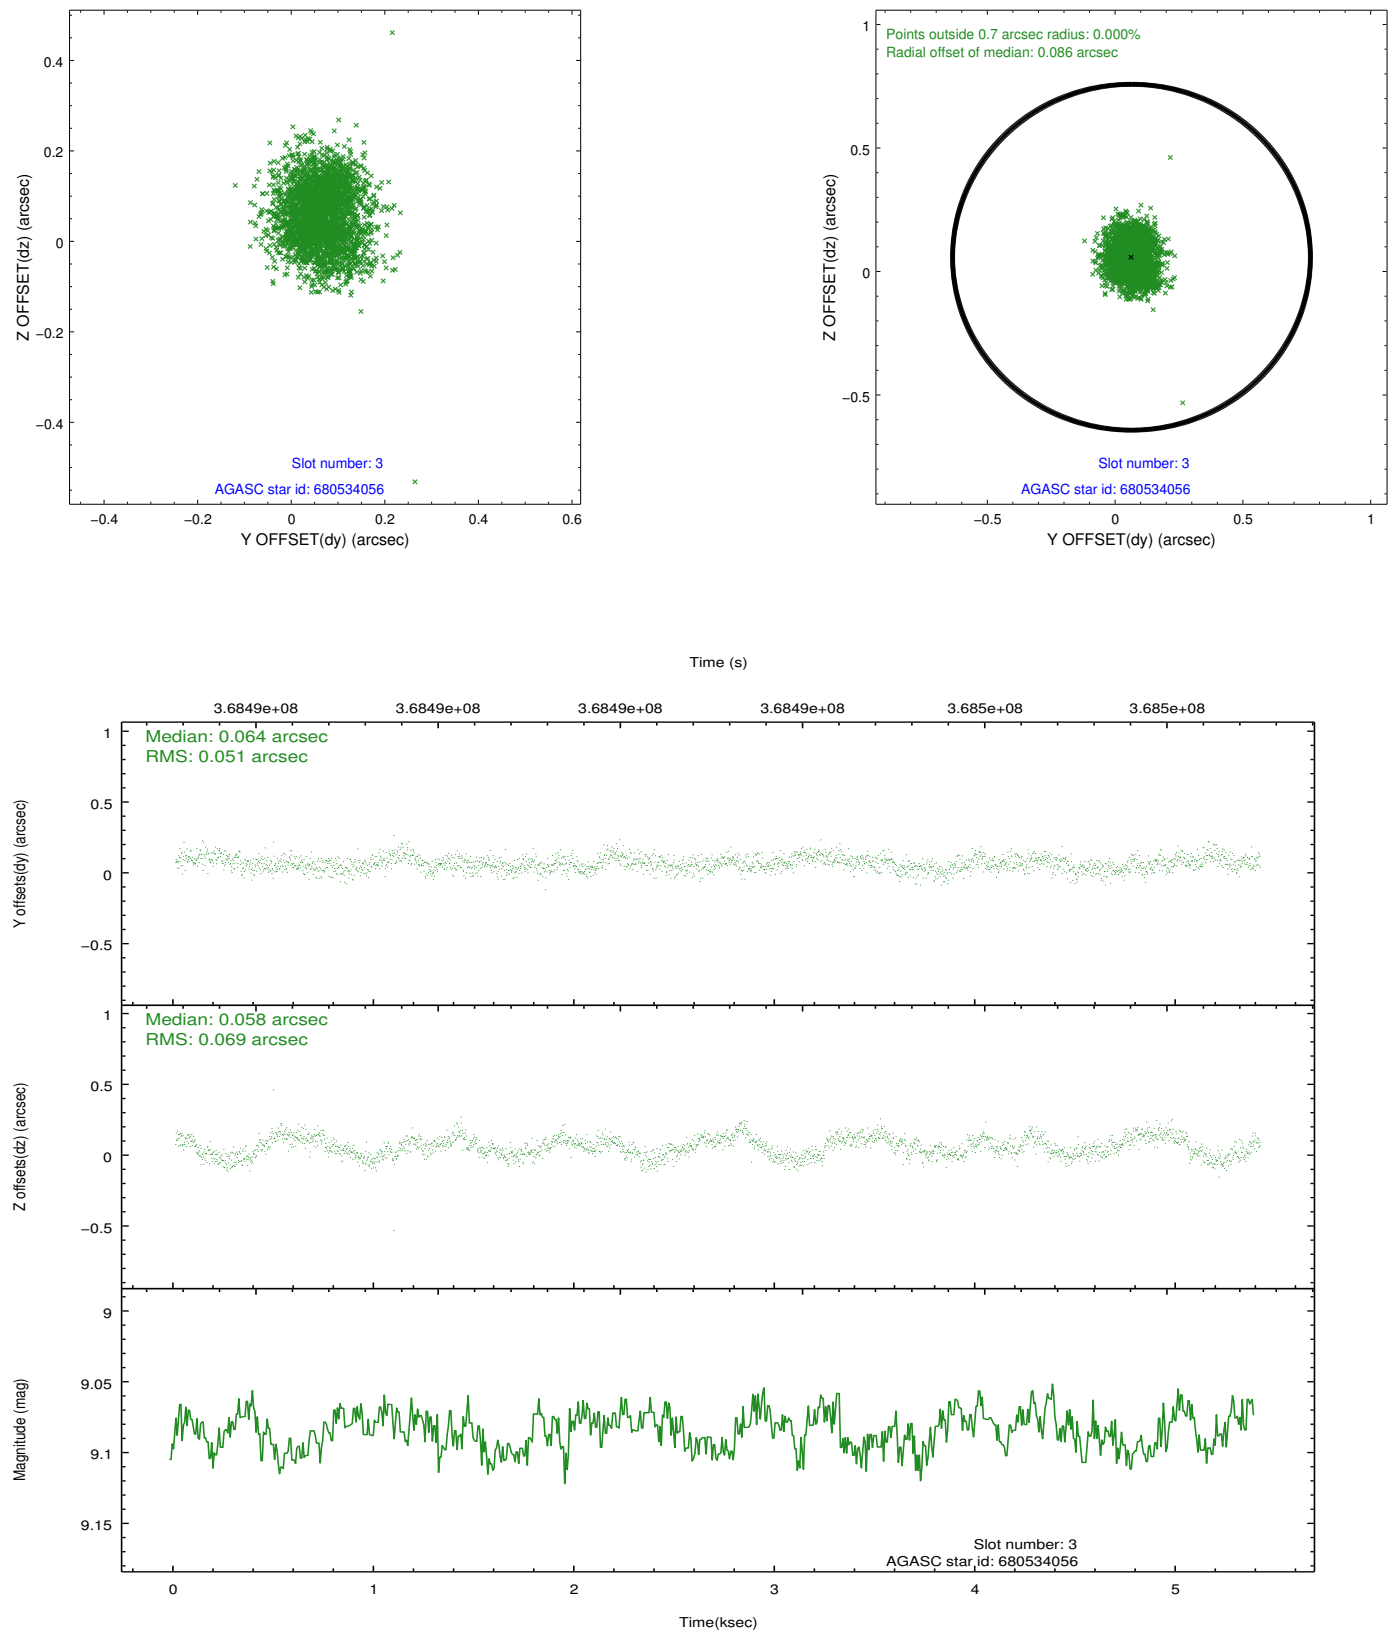 0.4
0.2
0
−0.2
−0.4
Z OFFSET(dz) (arcsec)
Slot number: 3
AGASC star id: 680534056
−0.4 −0.2 0 0.2 0.4 0.6
Y OFFSET(dy) (arcsec)
Points outside 0.7 arcsec radius: 0.000%
Radial offset of median: 0.086 arcsec
1
0.5
0
−0.5
Z OFFSET(dz) (arcsec)
Slot number: 3
AGASC star id: 680534056
−0.5 0 0.5 1
Y OFFSET(dy) (arcsec)
Time (s)
3.6849e+08 3.6849e+08 3.6849e+08 3.6849e+08 3.685e+08 3.685e+08
Median: 0.064 arcsec
RMS: 0.051 arcsec
1
0.5
0
−0.5
Y offsets(dy) (arcsec)
Median: 0.058 arcsec
RMS: 0.069 arcsec
1
0.5
0
−0.5
Z offsets(dz) (arcsec)
9
9.05
9.1
9.15
Magnitude (mag)
Slot number: 3
AGASC star id: 680534056
0 1 2 3 4 5
Time(ksec)